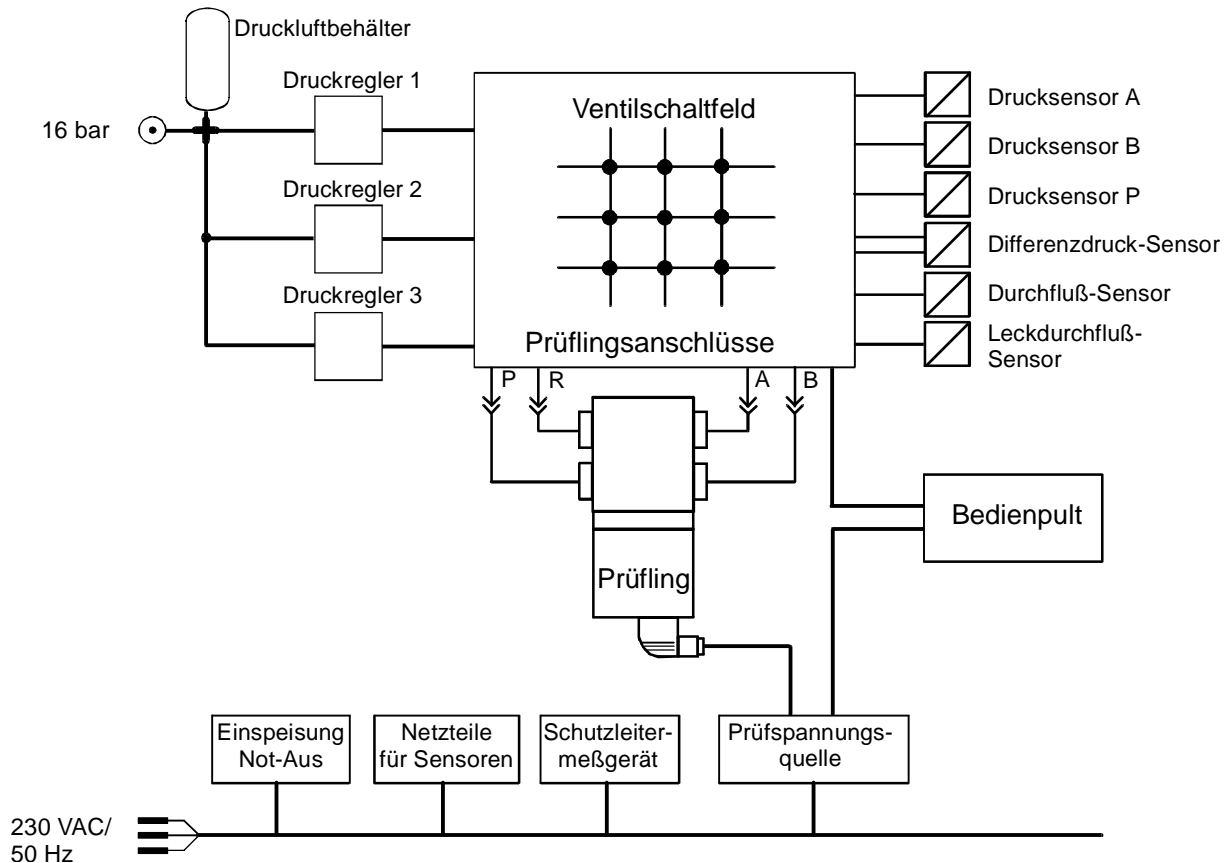 Druckluftbehälter
Druckregler 1
16 bar
Druckregler 2
Druckregler 3
Ventilschaltfeld
Prüflingsanschlüsse
Drucksensor A
Drucksensor B
Drucksensor P
Differenzdruck-Sensor
Durchfluß-Sensor
Leckdurchfluß-
Sensor
P
R
A
B
Bedienpult
Prüfling
Einspeisung
Not-Aus
Netzteile
für Sensoren
Schutzleiter-
meßgerät
Prüfspannungs-
quelle
230 VAC/
50 Hz